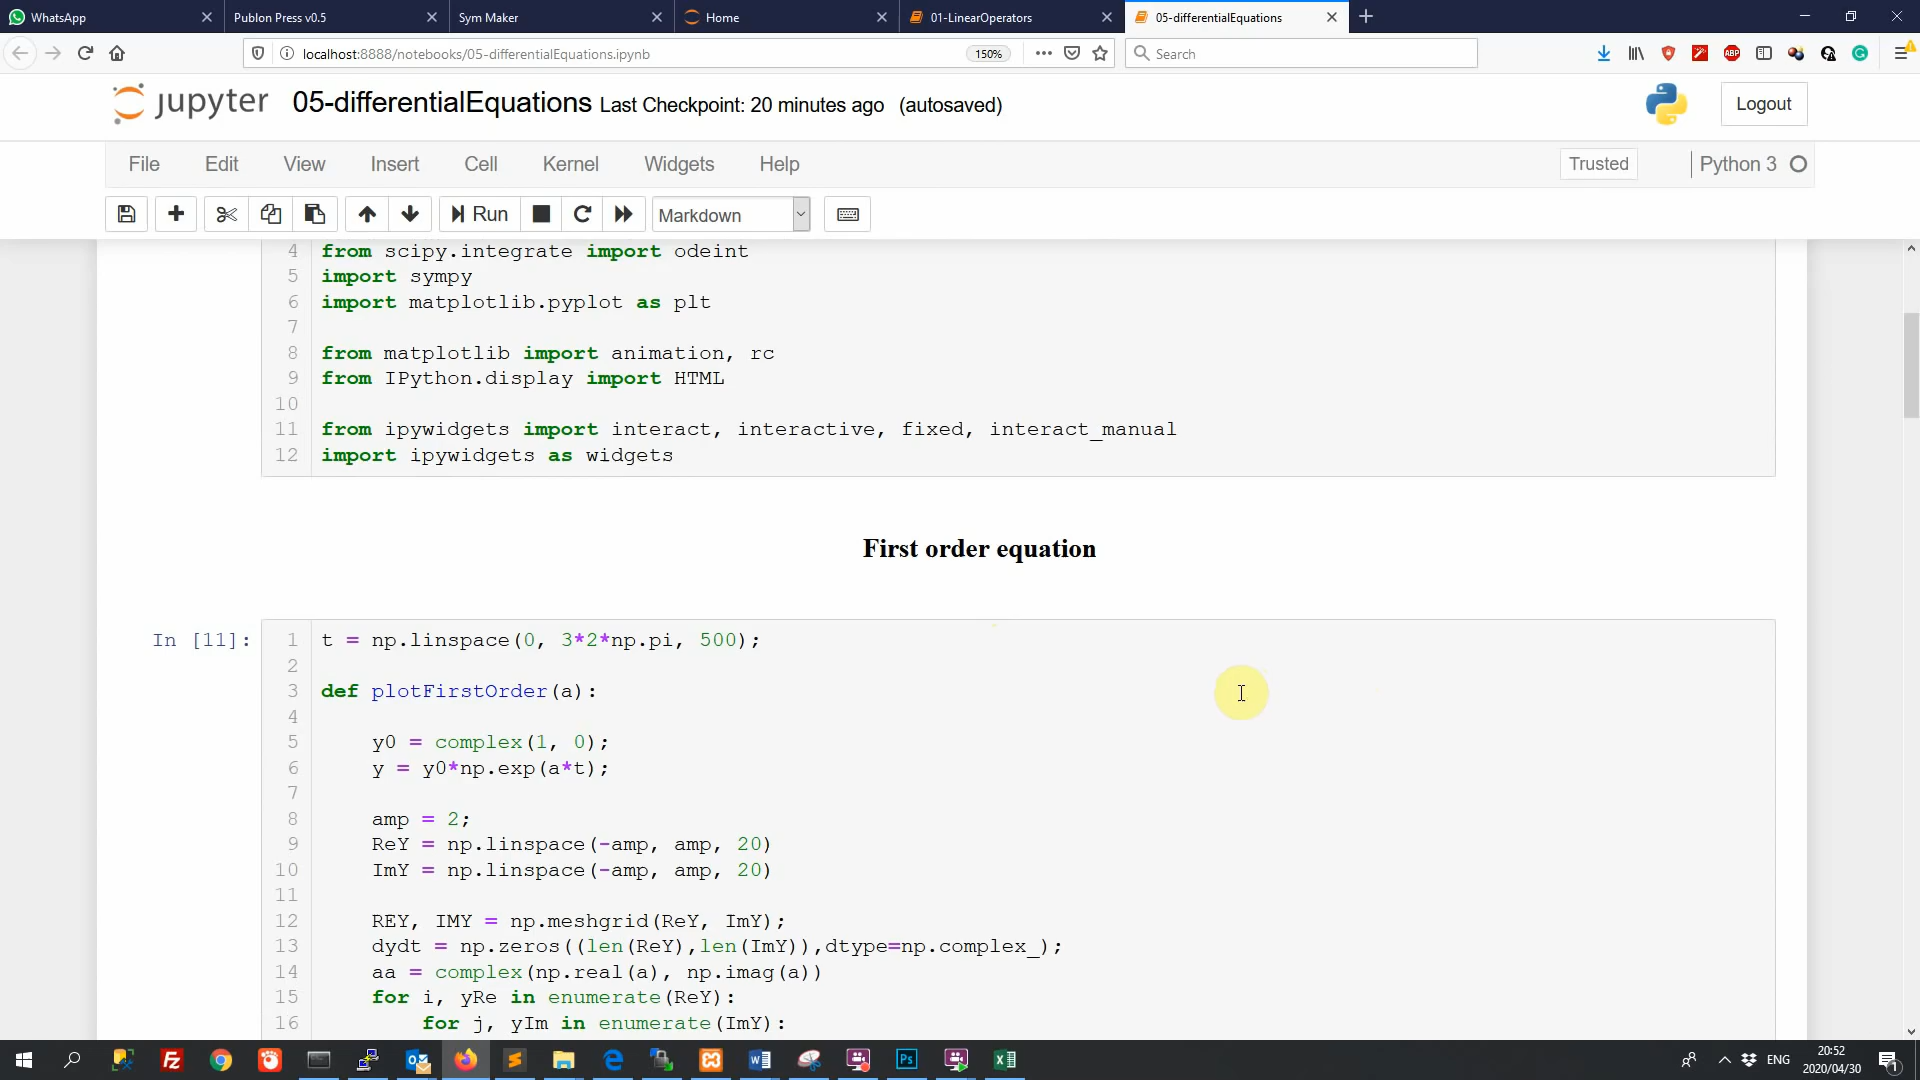 WhatsApp
Publon Press v0.5
Sym Maker
Home
01-LinearOperators
05-differentialEquations
localhost:8888/notebooks/05-differentialEquations.ipynb
150%
Search
ABP
jupyter
05-differentialEquations Last Checkpoint: 20 minutes ago (autosaved)
Logout
File
Edit
View
Insert
Cell
Kernel
Widgets
Help
Trusted
Python 3
Run
Markdown
4 from scipy.integrate import odeint
5 import sympy
6 import matplotlib.pyplot as plt
7
8 from matplotlib import animation, rc
9 from IPython.display import HTML
10
11 from ipywidgets import interact, interactive, fixed, interact_manual
12 import ipywidgets as widgets
First order equation
In [11]:
1 t = np.linspace(0, 3*2*np.pi, 500);
2
3 def plotFirstOrder(a):
4
5     y0 = complex(1, 0);
6     y = y0*np.exp(a*t);
7
8     amp = 2;
9     ReY = np.linspace(-amp, amp, 20)
10     ImY = np.linspace(-amp, amp, 20)
11
12     REY, IMY = np.meshgrid(ReY, ImY);
13     dydt = np.zeros((len(ReY),len(ImY)),dtype=np.complex_);
14     aa = complex(np.real(a), np.imag(a))
15     for i, yRe in enumerate(ReY):
16         for j, yIm in enumerate(ImY):
ENG
20:52
2020/04/30
1